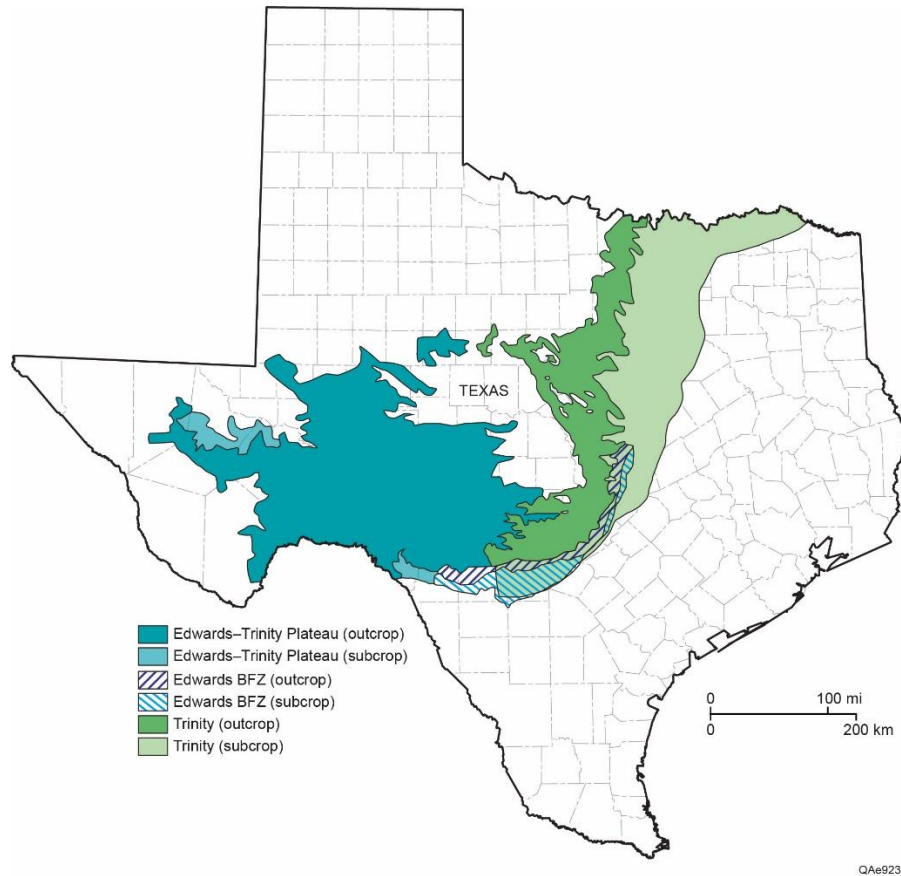 TEXAS
Edwards–Trinity Plateau (outcrop)
Edwards–Trinity Plateau (subcrop)
Edwards BFZ (outcrop)
Edwards BFZ (subcrop)
Trinity (outcrop)
Trinity (subcrop)
0 100 mi
0 200 km
QAe923